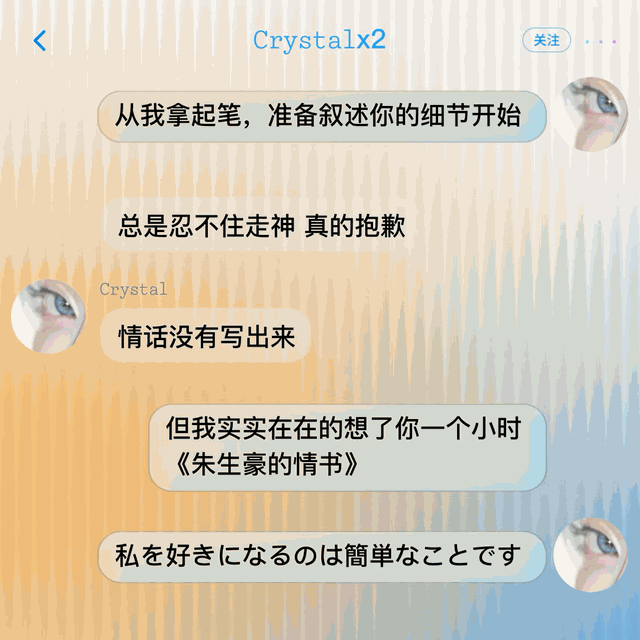 Crystalx2
关注
从我拿起笔，准备叙述你的细节开始
总是忍不住走神 真的抱歉
Crystal
情话没有写出来
但我实实在在的想了你一个小时
《朱生豪的情书》
私を好きになるのは簡単なことです